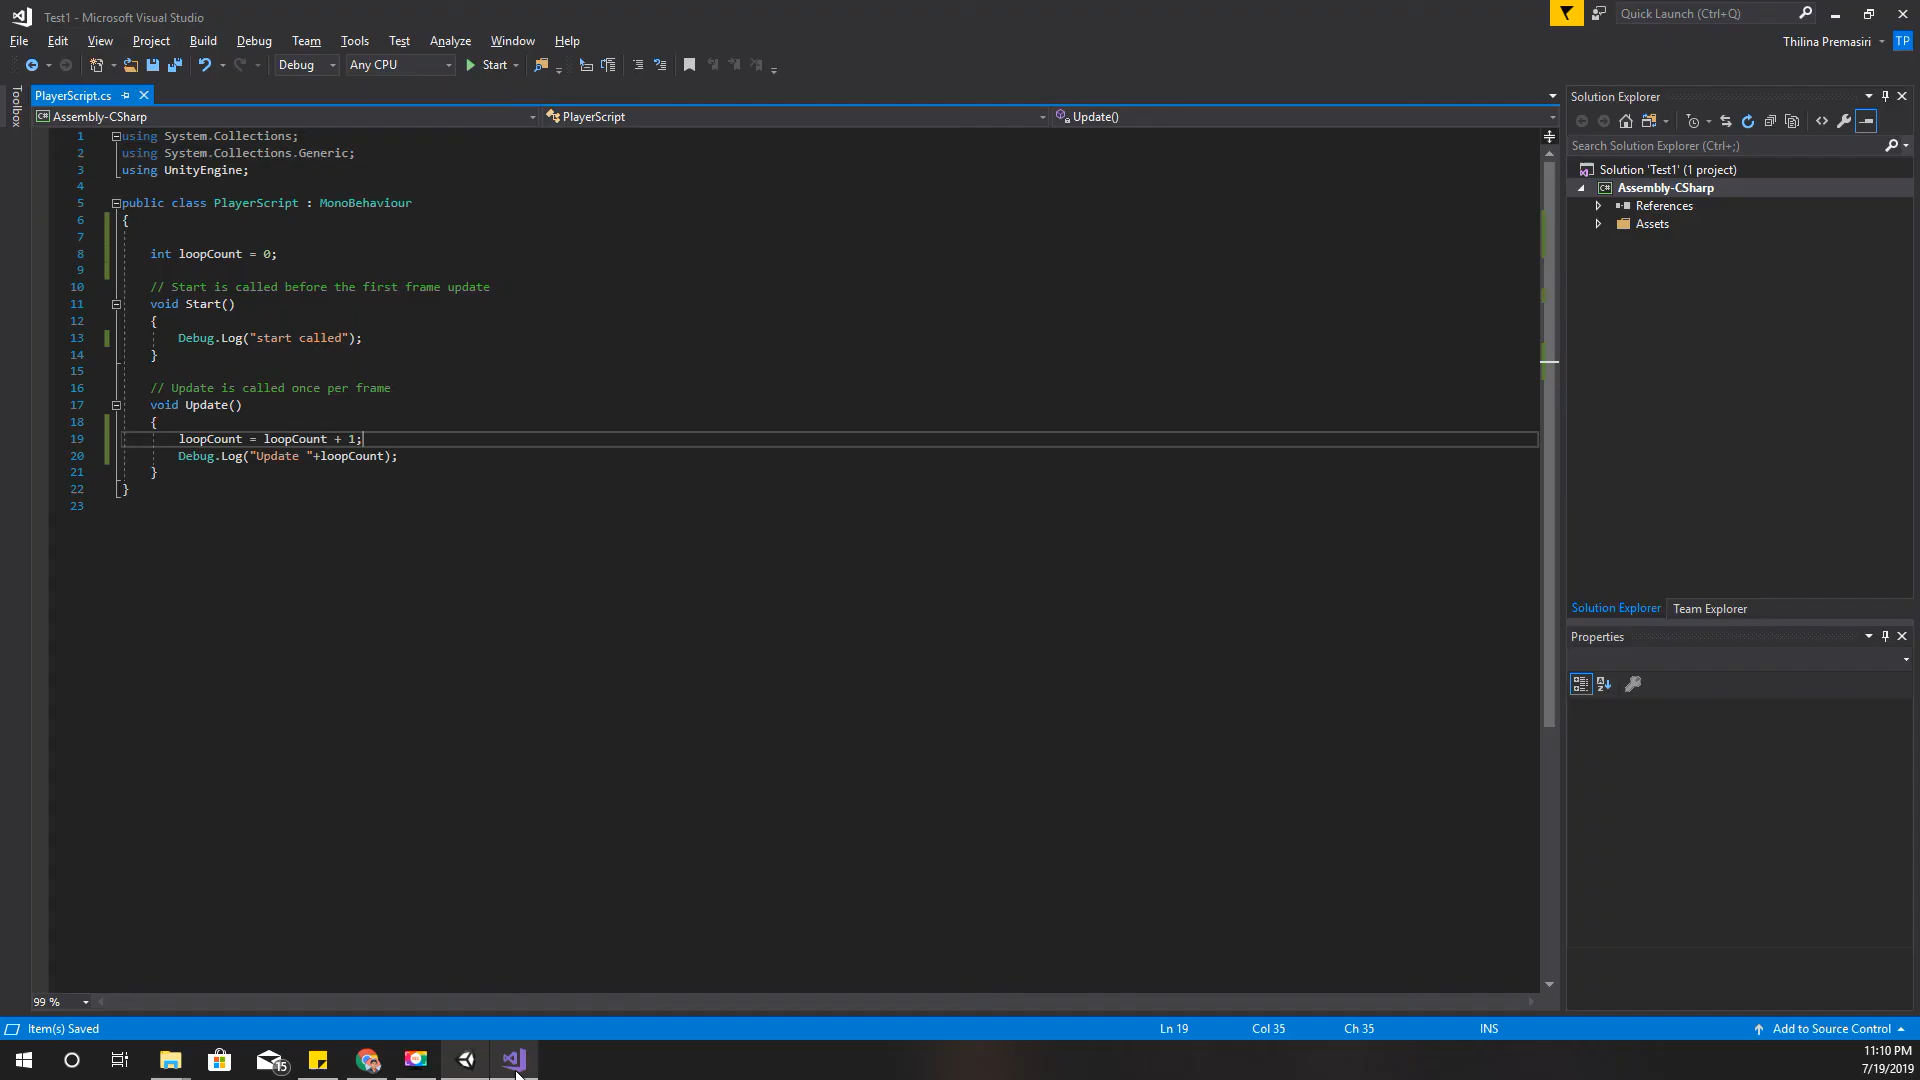 Test1 - Microsoft Visual Studio
Quick Launch (Ctrl+Q)
File Edit View Project Build Debug Team Tools Test Analyze Window Help
Thilina Premasiri TP
Debug Any CPU Start
Toolbox
PlayerScript.cs
Assembly-CSharp PlayerScript Update()
1 using System.Collections;
2 using System.Collections.Generic;
3 using UnityEngine;
4
5 public class PlayerScript : MonoBehaviour
6 {
7
8 int loopCount = 0;
9
10 // Start is called before the first frame update
11 void Start()
12 {
13 Debug.Log("start called");
14 }
15
16 // Update is called once per frame
17 void Update()
18 {
19 loopCount = loopCount + 1;
20 Debug.Log("Update "+loopCount);
21 }
22 }
23
Solution Explorer
Search Solution Explorer (Ctrl+;)
Solution 'Test1' (1 project)
Assembly-CSharp
References
Assets
Solution Explorer Team Explorer
Properties
99 %
Item(s) Saved Ln 19 Col 35 Ch 35 INS Add to Source Control
15
11:10 PM
7/19/2019